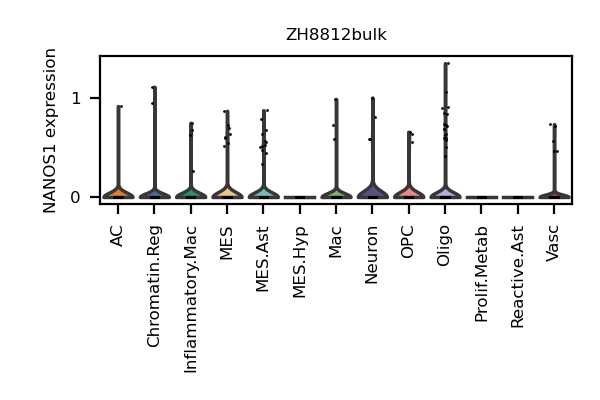 ZH8812bulk
NANOS1 expression
1
0
AC
Chromatin.Reg
Inflammatory.Mac
MES
MES.Ast
MES.Hyp
Mac
Neuron
OPC
Oligo
Prolif.Metab
Reactive.Ast
Vasc